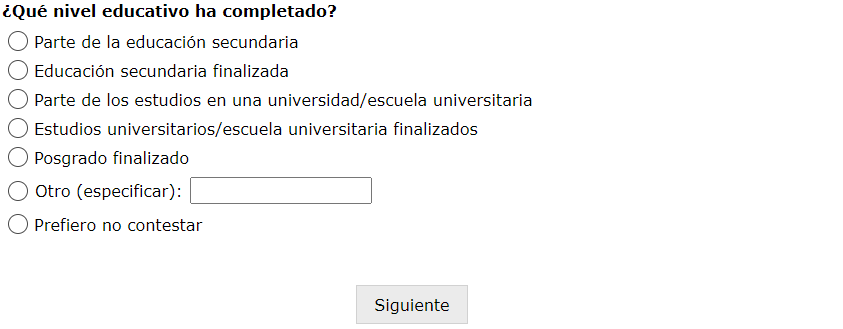 ¿Qué nivel educativo ha completado?
Parte de la educación secundaria
Educación secundaria finalizada
Parte de los estudios en una universidad/escuela universitaria
Estudios universitarios/escuela universitaria finalizados
Posgrado finalizado
Otro (especificar):
Prefiero no contestar
Siguiente